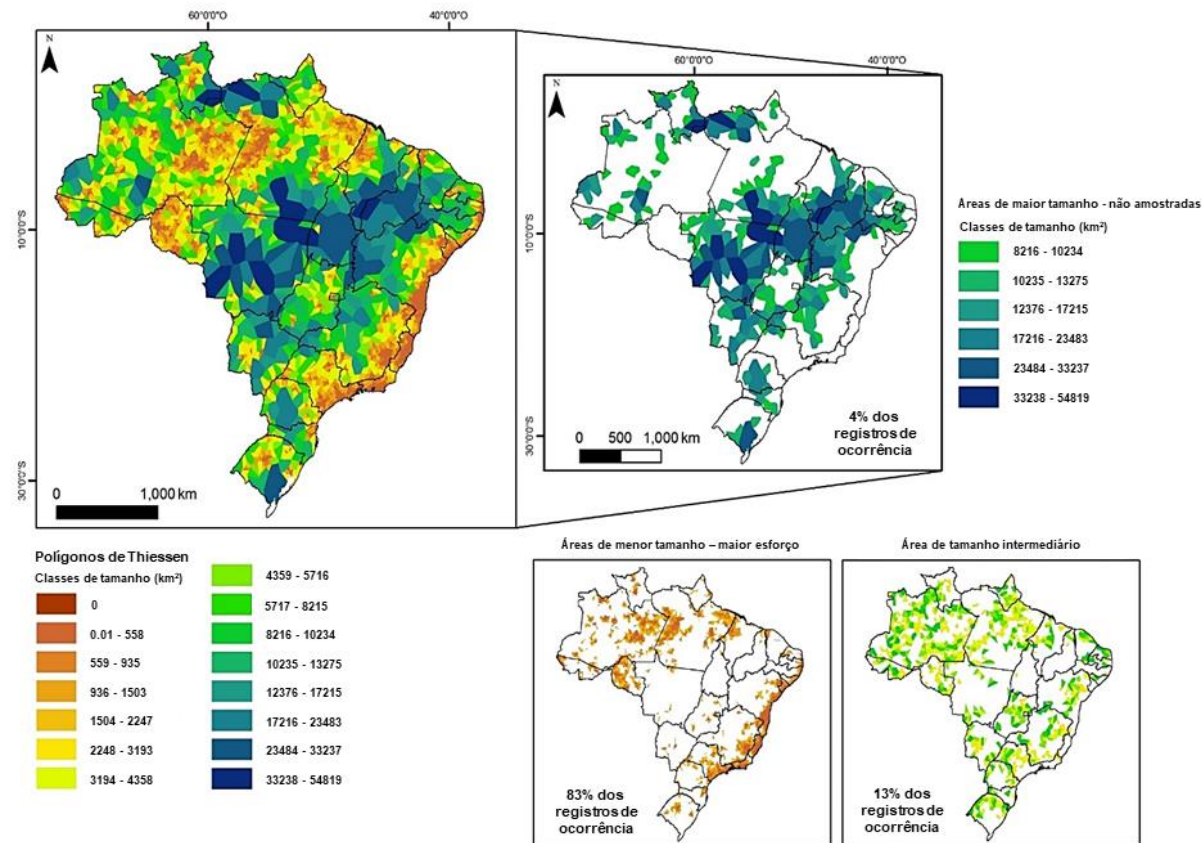 60°0'0"O
40°0'0"O
N
10°0'0"S
30°0'0"S
0
1,000 km
60°0'0"O
40°0'0"O
N
10°0'0"S
30°0'0"S
0 500 1,000 km
4% dos
registros de
ocorrência
Áreas de maior tamanho - não amostradas
Classes de tamanho (km²)
8216 - 10234
10235 - 13275
12376 - 17215
17216 - 23483
23484 - 33237
33238 - 54819
Polígonos de Thiessen
Classes de tamanho (km²)
0
0.01 - 558
559 - 935
936 - 1503
1504 - 2247
2248 - 3193
3194 - 4358
4359 - 5716
5717 - 8215
8216 - 10234
10235 - 13275
12376 - 17215
17216 - 23483
23484 - 33237
33238 - 54819
Áreas de menor tamanho – maior esforço
83% dos
registros de
ocorrência
Área de tamanho intermediário
13% dos
registros de
ocorrência